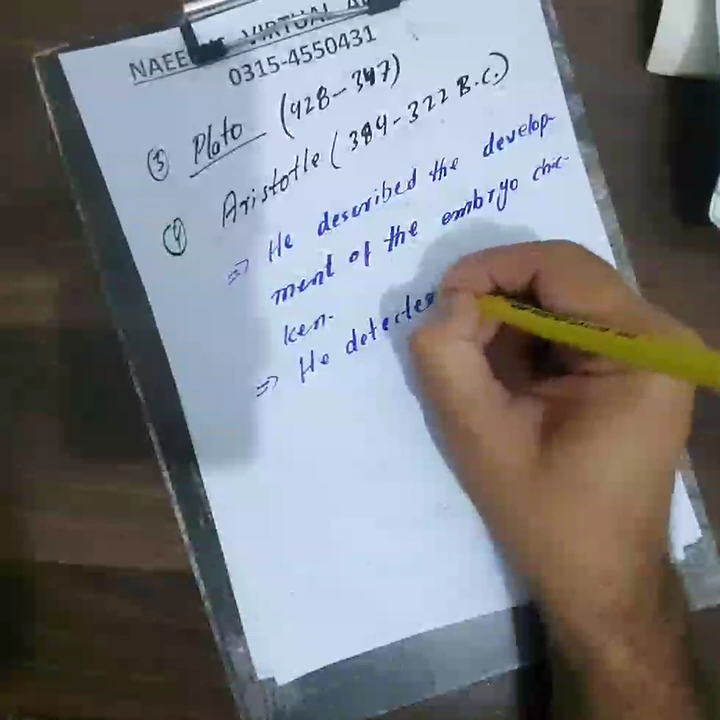 VIRTUAL
0315-4550431
(3) Plato (428-347)
(4) Aristotle (384-322 B.C.)
⇒ He described the develop-
ment of the embryo chic-
ken.
⇒ He detected